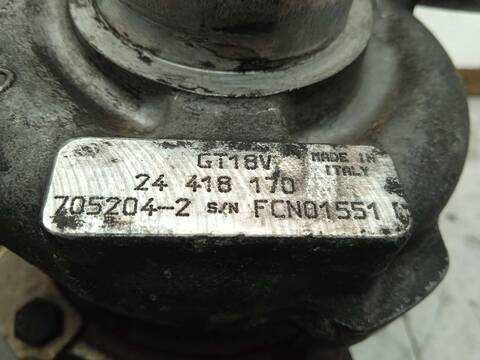 GT18V MADE IN
ITALY
24 418 170
705204-2 S/N FCN01551